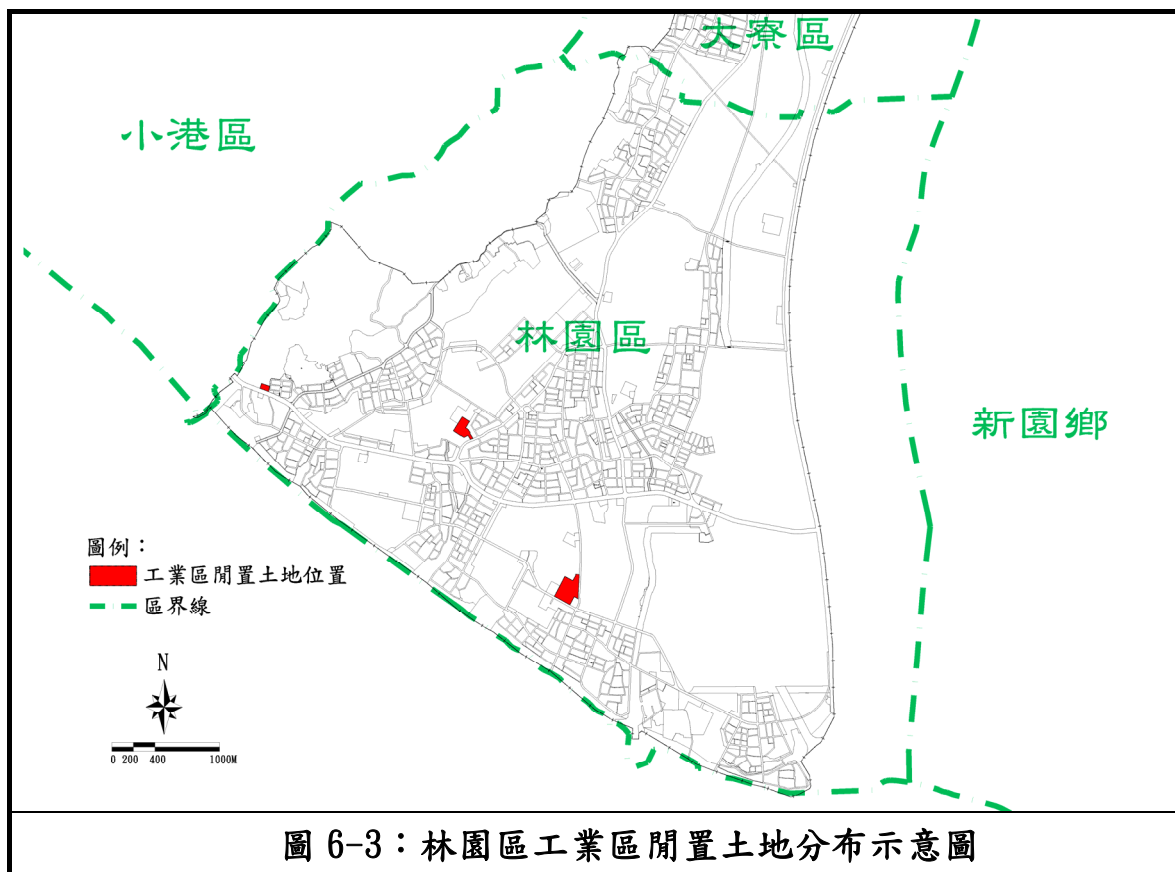 大寮區
小港區
林園區
新園鄉
圖例：
工業區閒置土地位置
區界線
N
0 200 400 1000M
圖 6-3：林園區工業區閒置土地分布示意圖